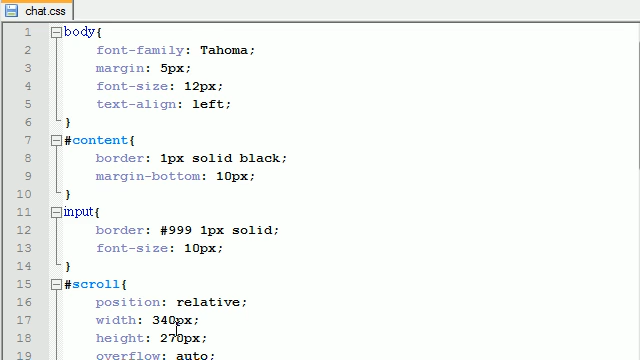 chat.css
1 body{
2 font-family: Tahoma;
3 margin: 5px;
4 font-size: 12px;
5 text-align: left;
6 }
7 #content{
8 border: 1px solid black;
9 margin-bottom: 10px;
10 }
11 input{
12 border: #999 1px solid;
13 font-size: 10px;
14 }
15 #scroll{
16 position: relative;
17 width: 340px;
18 height: 270px;
19 overflow: auto;